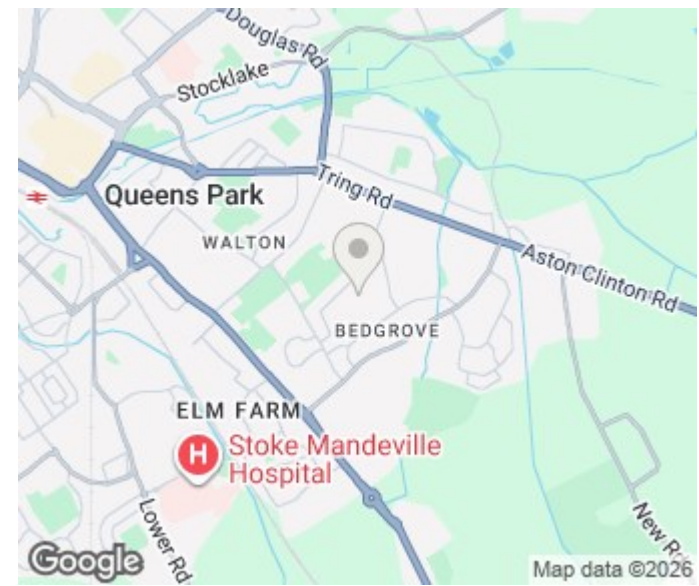 Douglas Rd
Stocklake
Queens Park
Tring Rd
WALTON
Aston Clinton Rd
BEDGROVE
ELM FARM
H
Stoke Mandeville
Hospital
Lower Rd
New Rd
Google
Map data ©2026